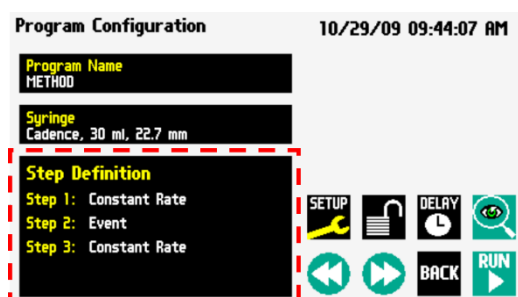 Program Configuration
10/29/09 09:44:07 AM
Program Name
METHOD
Syringe
Cadence, 30 ml, 22.7 mm
Step Definition
Step 1: Constant Rate
Step 2: Event
Step 3: Constant Rate
SETUP
DELAY
BACK
RUN